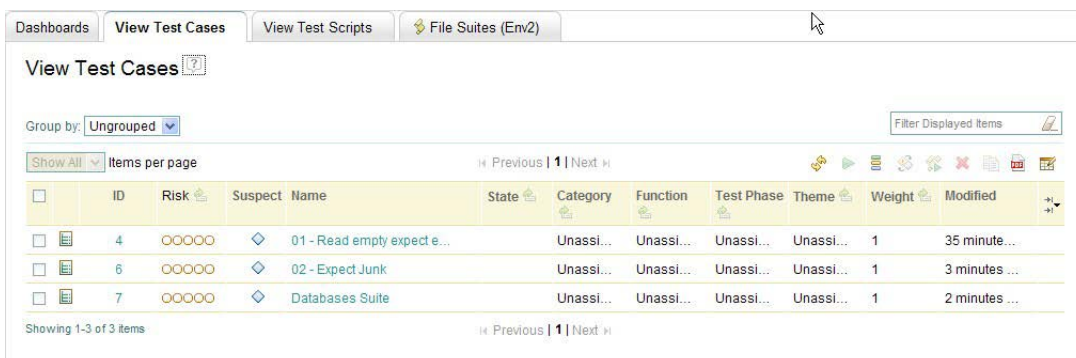 Dashboards View Test Cases View Test Scripts File Suites (Env2)
View Test Cases ?
Group by: Ungrouped Filter Displayed Items
Show All Items per page Previous | 1 | Next
ID Risk Suspect Name State Category Function Test Phase Theme Weight Modified
4 01 - Read empty expect e... Unassi... Unassi... Unassi... Unassi... 1 35 minute...
6 02 - Expect Junk Unassi... Unassi... Unassi... Unassi... 1 3 minutes ...
7 Databases Suite Unassi... Unassi... Unassi... Unassi... 1 2 minutes ...
Showing 1-3 of 3 items Previous | 1 | Next